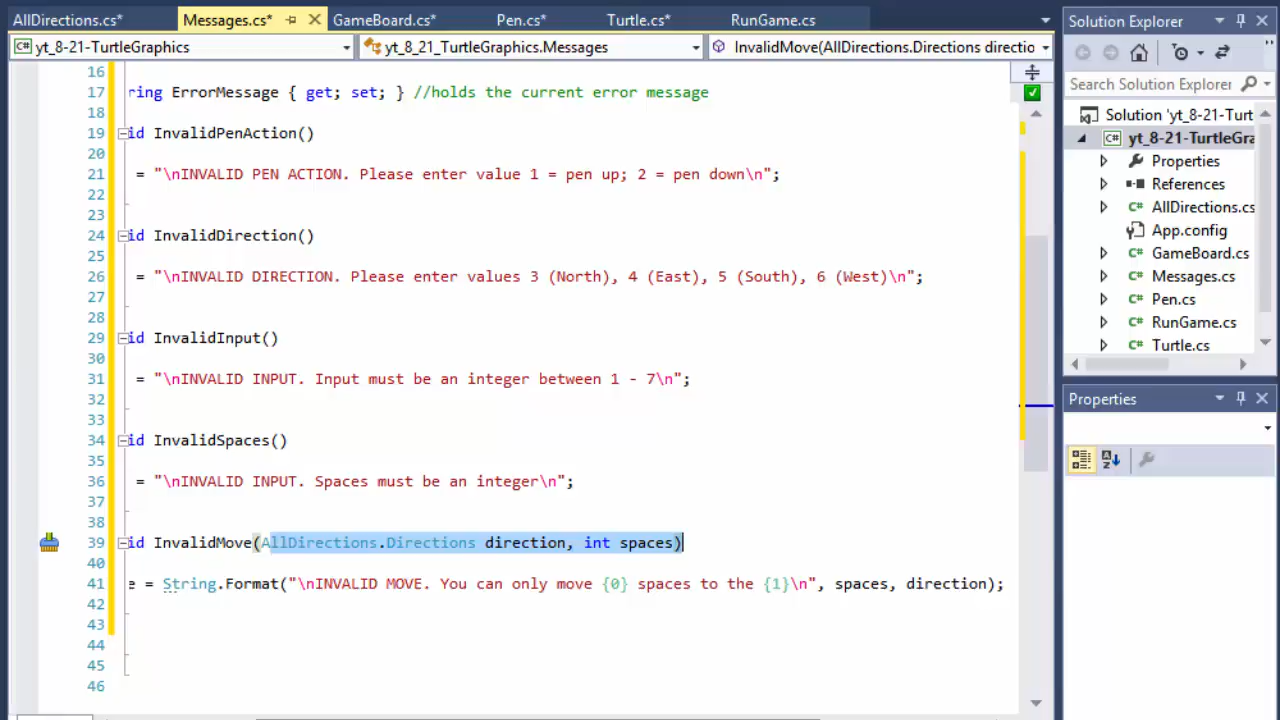 AllDirections.cs* Messages.cs* GameBoard.cs* Pen.cs* Turtle.cs* RunGame.cs
C# yt_8-21-TurtleGraphics yt_8_21_TurtleGraphics.Messages InvalidMove(AllDirections.Directions directio
16
17 ring ErrorMessage { get; set; } //holds the current error message
18
19 id InvalidPenAction()
20
21 = "\nINVALID PEN ACTION. Please enter value 1 = pen up; 2 = pen down\n";
22
23
24 id InvalidDirection()
25
26 = "\nINVALID DIRECTION. Please enter values 3 (North), 4 (East), 5 (South), 6 (West)\n";
27
28
29 id InvalidInput()
30
31 = "\nINVALID INPUT. Input must be an integer between 1 - 7\n";
32
33
34 id InvalidSpaces()
35
36 = "\nINVALID INPUT. Spaces must be an integer\n";
37
38
39 id InvalidMove(AllDirections.Directions direction, int spaces)
40
41 e = String.Format("\nINVALID MOVE. You can only move {0} spaces to the {1}\n", spaces, direction);
42
43
44
45
46
Solution Explorer
Search Solution Explorer
Solution 'yt_8-21-Turt
C# yt_8-21-TurtleGra
Properties
References
C# AllDirections.cs
App.config
C# GameBoard.cs
C# Messages.cs
C# Pen.cs
C# RunGame.cs
C# Turtle.cs
Properties